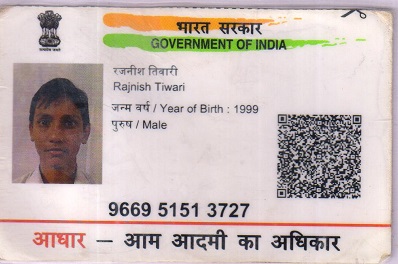 भारत सरकार
GOVERNMENT OF INDIA
रजनीश तिवारी
Rajnish Tiwari
जन्म वर्ष / Year of Birth : 1999
पुरुष / Male
9669 5151 3727
आधार – आम आदमी का अधिकार